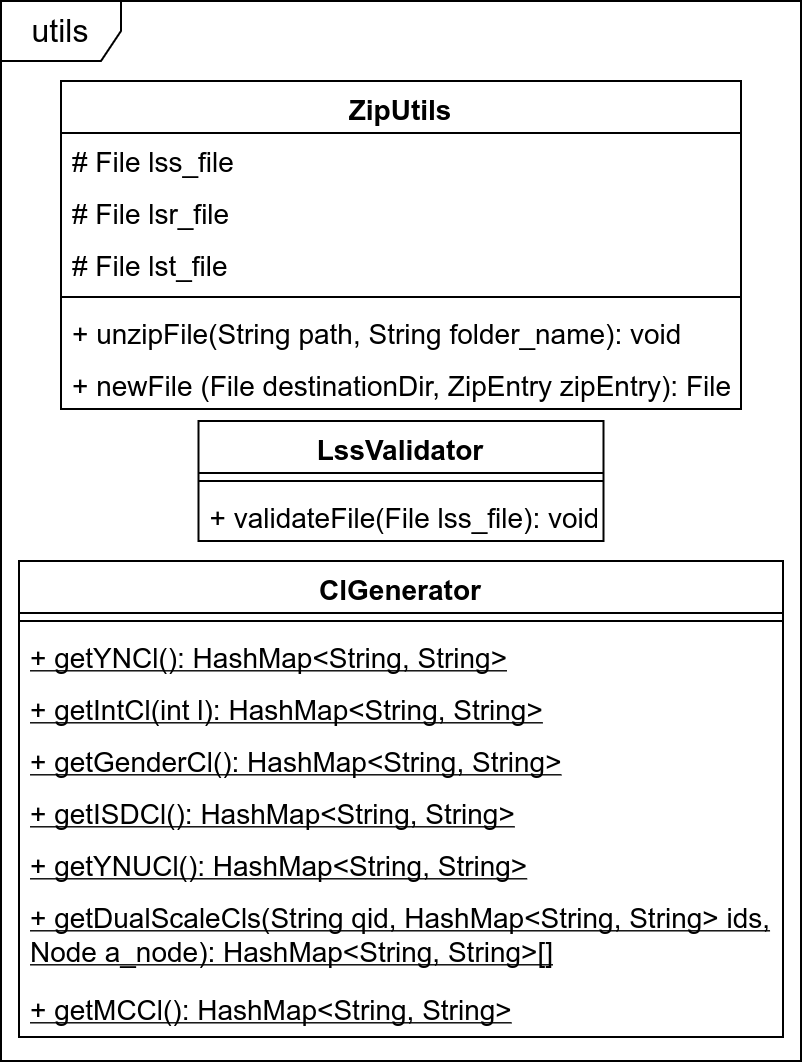 utils
ZipUtils
# File lss_file
# File lsr_file
# File lst_file
+ unzipFile(String path, String folder_name): void
+ newFile (File destinationDir, ZipEntry zipEntry): File
LssValidator
+ validateFile(File lss_file): void
ClGenerator
+ getYNCl(): HashMap<String, String>
+ getIntCl(int l): HashMap<String, String>
+ getGenderCl(): HashMap<String, String>
+ getISDCl(): HashMap<String, String>
+ getYNUCl(): HashMap<String, String>
+ getDualScaleCls(String qid, HashMap<String, String> ids,
Node a_node): HashMap<String, String>[]
+ getMCCl(): HashMap<String, String>